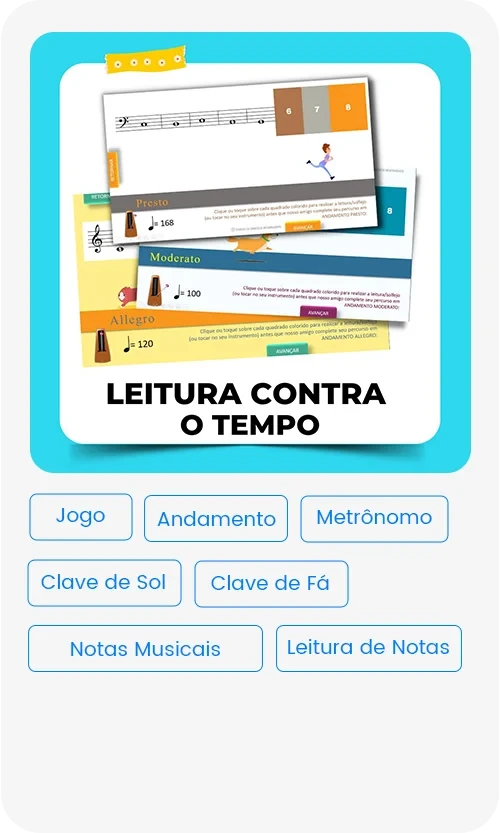 6 7 8
Presto
= 168
Clique ou toque sobre cada quadrado colorido para realizar a leitura/solfejo
(ou tocar no seu instrumento) antes que nosso amigo complete seu percurso em
ANDAMENTO PRESTO:
AVANÇAR
8
Moderato
= 100
Clique ou toque sobre cada quadrado colorido para realizar a leitura/solfejo
(ou tocar no seu instrumento) antes que nosso amigo complete seu percurso em
ANDAMENTO MODERATO:
AVANÇAR
Allegro
= 120
Clique ou toque sobre cada quadrado colorido para realizar a leitura/solfejo
(ou tocar no seu instrumento) antes que nosso amigo complete seu percurso em
ANDAMENTO ALLEGRO:
AVANÇAR
LEITURA CONTRA
O TEMPO
Jogo Andamento Metrônomo
Clave de Sol Clave de Fá
Notas Musicais Leitura de Notas